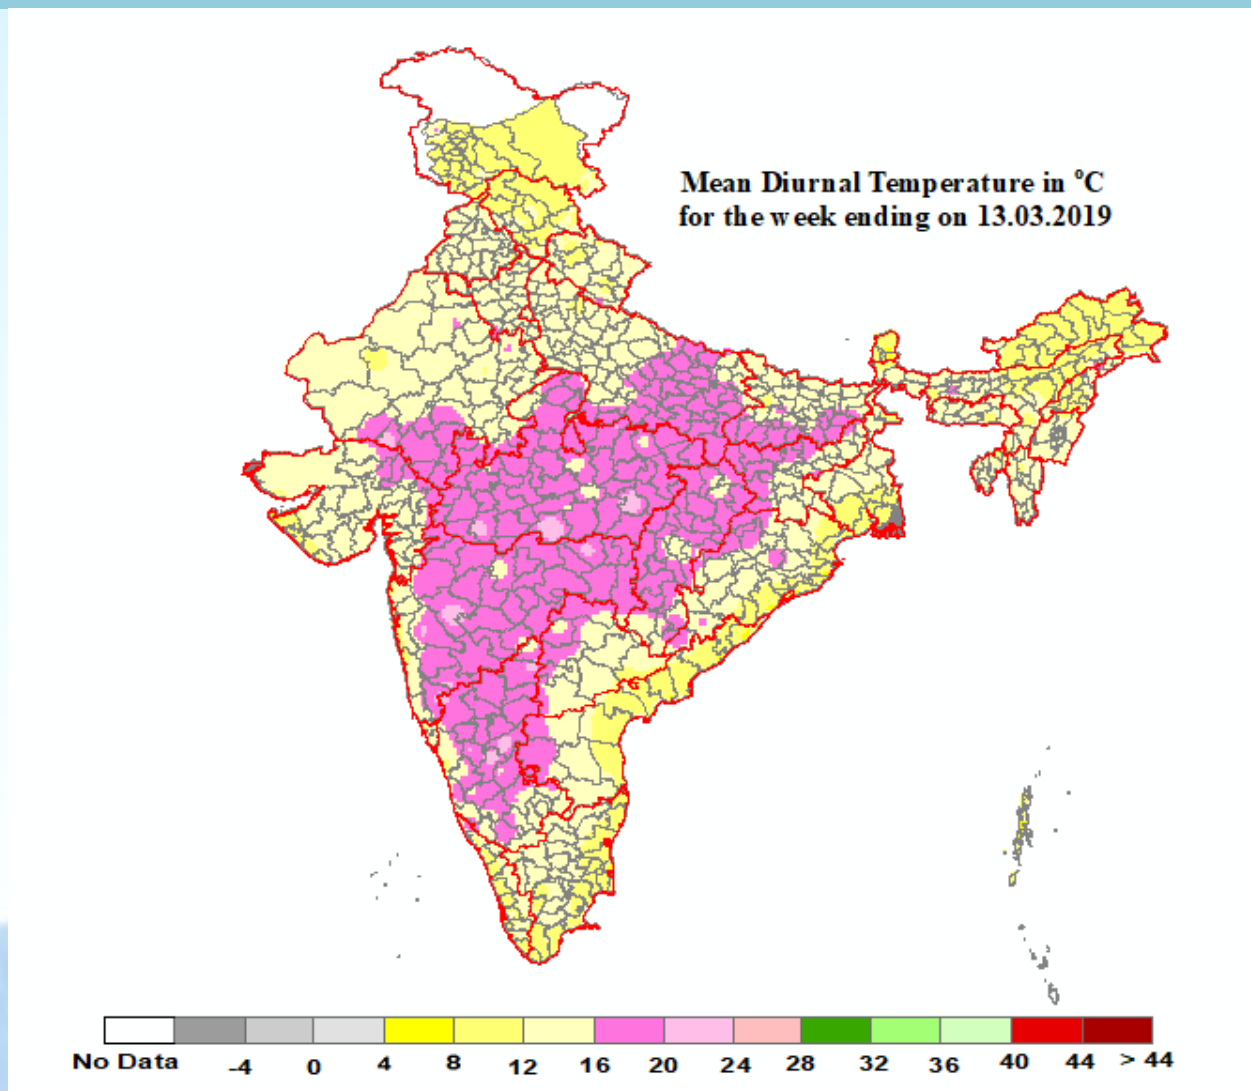 Mean Diurnal Temperature in °C
for the week ending on 13.03.2019
No Data -4 0 4 8 12 16 20 24 28 32 36 40 44 > 44